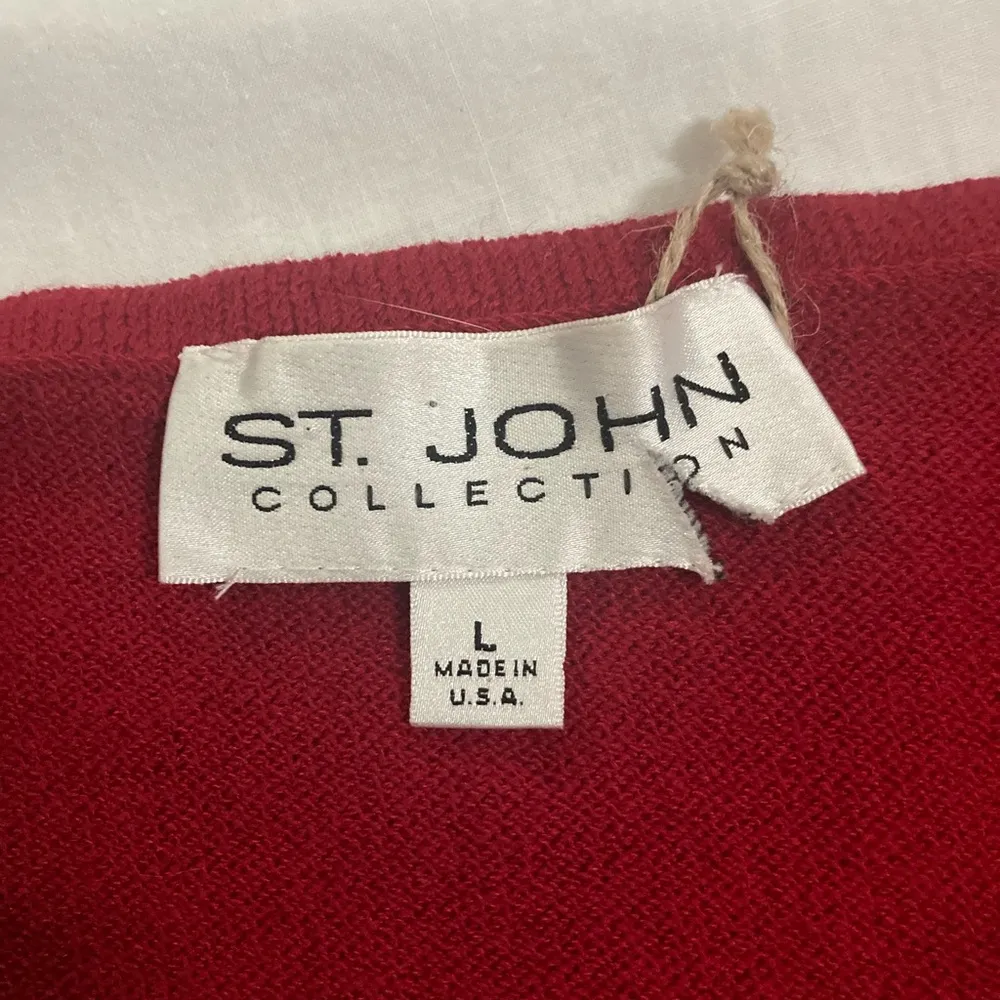 ST. JOHN
COLLECTION
L
MADE IN
U.S.A.